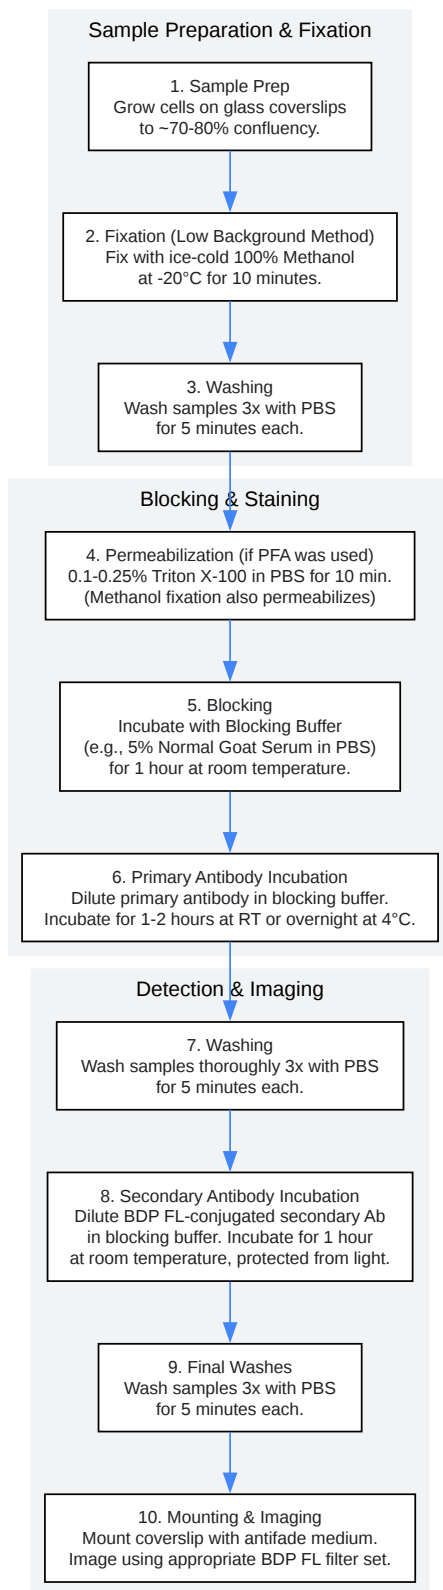 Sample Preparation & Fixation
1. Sample Prep
Grow cells on glass coverslips
to ~70-80% confluency.
2. Fixation (Low Background Method)
Fix with ice-cold 100% Methanol
at -20°C for 10 minutes.
3. Washing
Wash samples 3x with PBS
for 5 minutes each.
Blocking & Staining
4. Permeabilization (if PFA was used)
0.1-0.25% Triton X-100 in PBS for 10 min.
(Methanol fixation also permeabilizes)
5. Blocking
Incubate with Blocking Buffer
(e.g., 5% Normal Goat Serum in PBS)
for 1 hour at room temperature.
6. Primary Antibody Incubation
Dilute primary antibody in blocking buffer.
Incubate for 1-2 hours at RT or overnight at 4°C.
Detection & Imaging
7. Washing
Wash samples thoroughly 3x with PBS
for 5 minutes each.
8. Secondary Antibody Incubation
Dilute BDP FL-conjugated secondary Ab
in blocking buffer. Incubate for 1 hour
at room temperature, protected from light.
9. Final Washes
Wash samples 3x with PBS
for 5 minutes each.
10. Mounting & Imaging
Mount coverslip with antifade medium.
Image using appropriate BDP FL filter set.